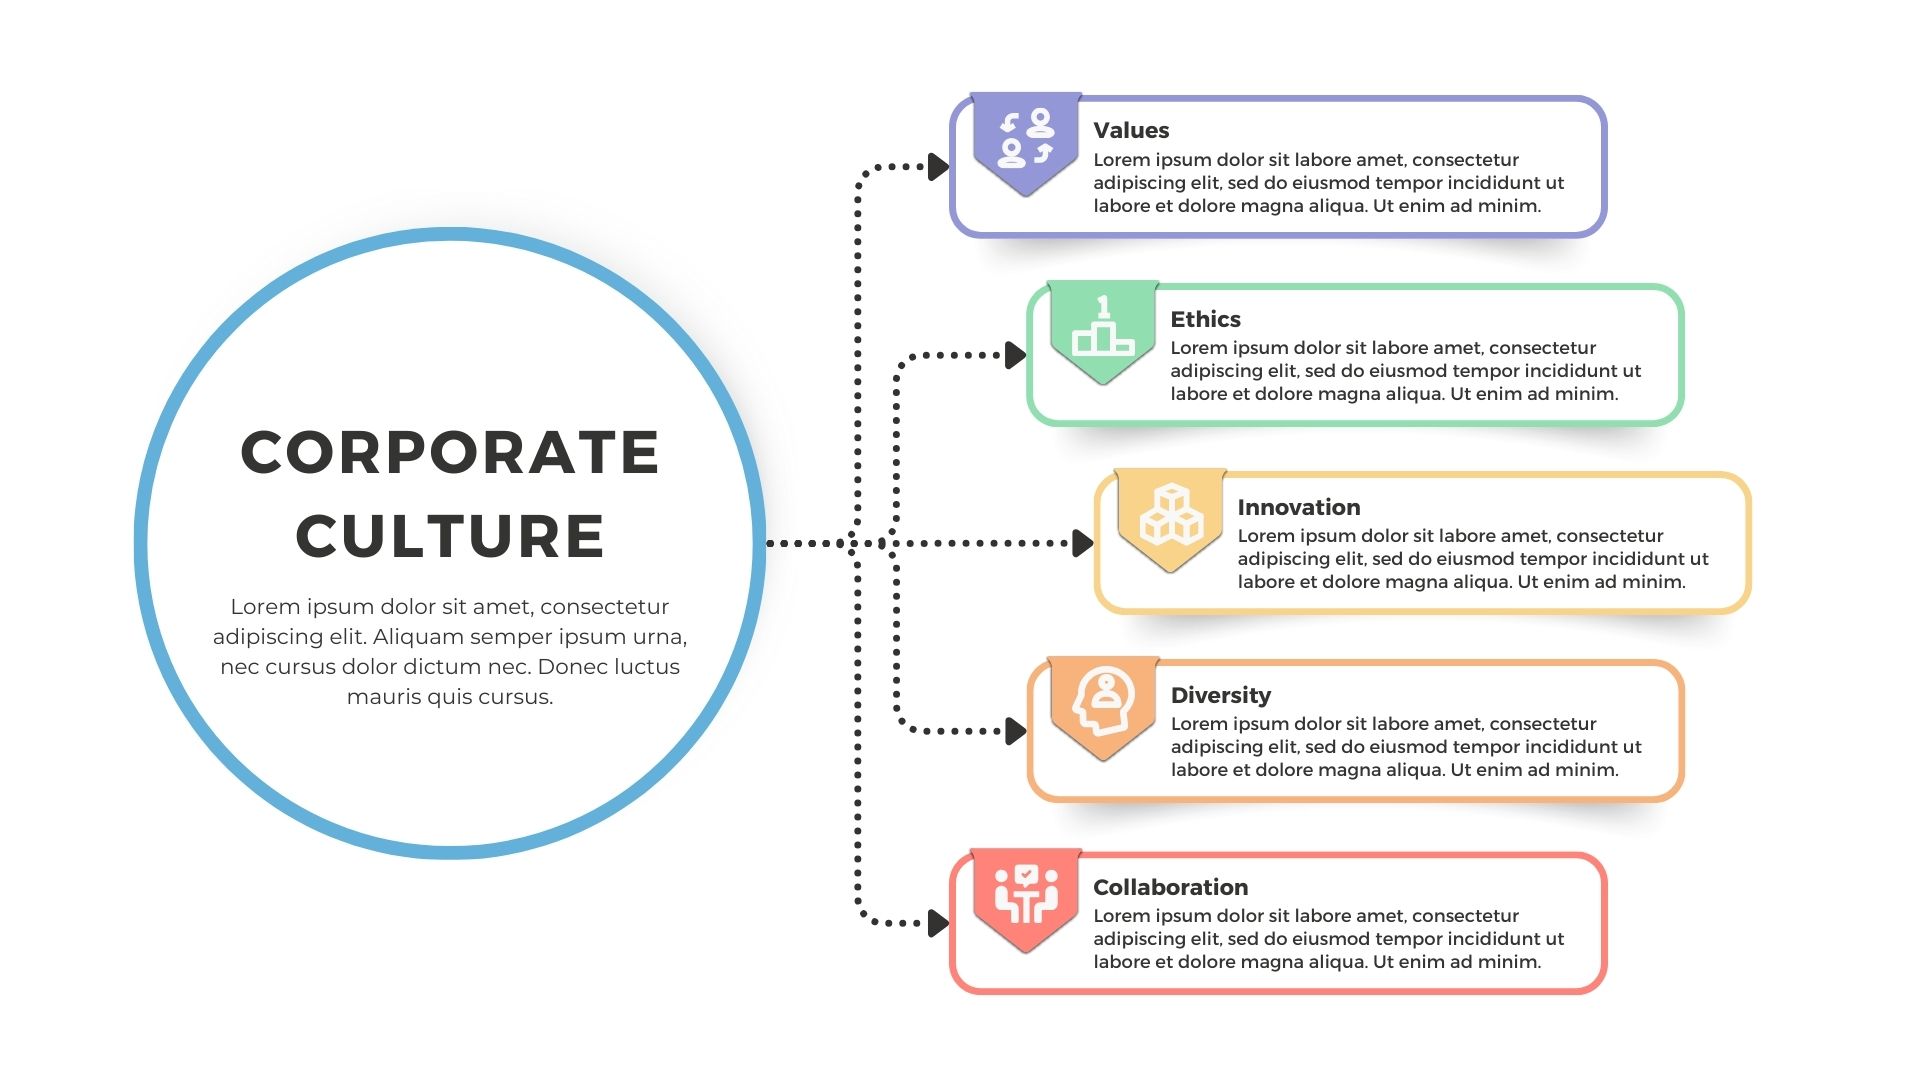 CORPORATE
CULTURE
Lorem ipsum dolor sit amet, consectetur
adipiscing elit. Aliquam semper ipsum urna,
nec cursus dolor dictum nec. Donec luctus
mauris quis cursus.
Values
Lorem ipsum dolor sit labore amet, consectetur
adipiscing elit, sed do eiusmod tempor incididunt ut
labore et dolore magna aliqua. Ut enim ad minim.
1
Ethics
Lorem ipsum dolor sit labore amet, consectetur
adipiscing elit, sed do eiusmod tempor incididunt ut
labore et dolore magna aliqua. Ut enim ad minim.
Innovation
Lorem ipsum dolor sit labore amet, consectetur
adipiscing elit, sed do eiusmod tempor incididunt ut
labore et dolore magna aliqua. Ut enim ad minim.
Diversity
Lorem ipsum dolor sit labore amet, consectetur
adipiscing elit, sed do eiusmod tempor incididunt ut
labore et dolore magna aliqua. Ut enim ad minim.
Collaboration
Lorem ipsum dolor sit labore amet, consectetur
adipiscing elit, sed do eiusmod tempor incididunt ut
labore et dolore magna aliqua. Ut enim ad minim.